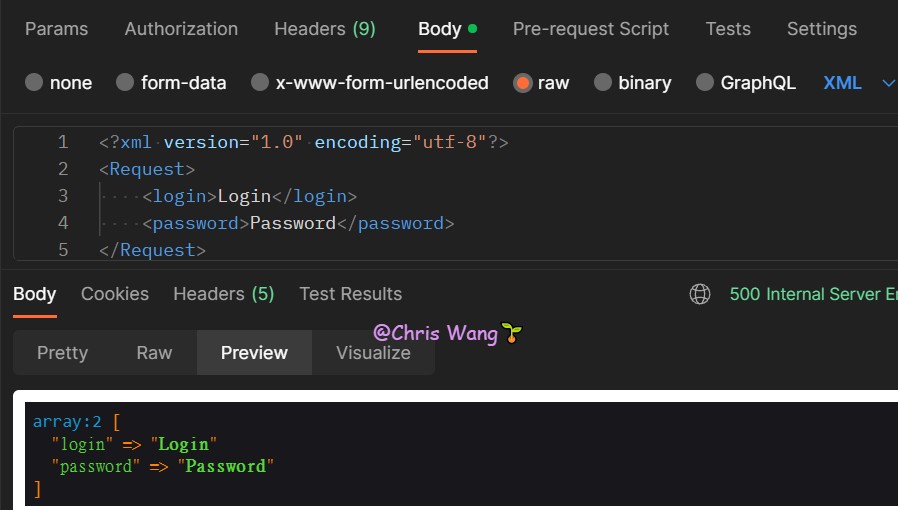 Params Authorization Headers (9) Body Pre-request Script Tests Settings
none form-data x-www-form-urlencoded raw binary GraphQL XML
1 <?xml version="1.0" encoding="utf-8"?>
2 <Request>
3 <login>Login</login>
4 <password>Password</password>
5 </Request>
Body Cookies Headers (5) Test Results 500 Internal Server
@Chris Wang
Pretty Raw Preview Visualize
array:2 [
"login" => "Login"
"password" => "Password"
]